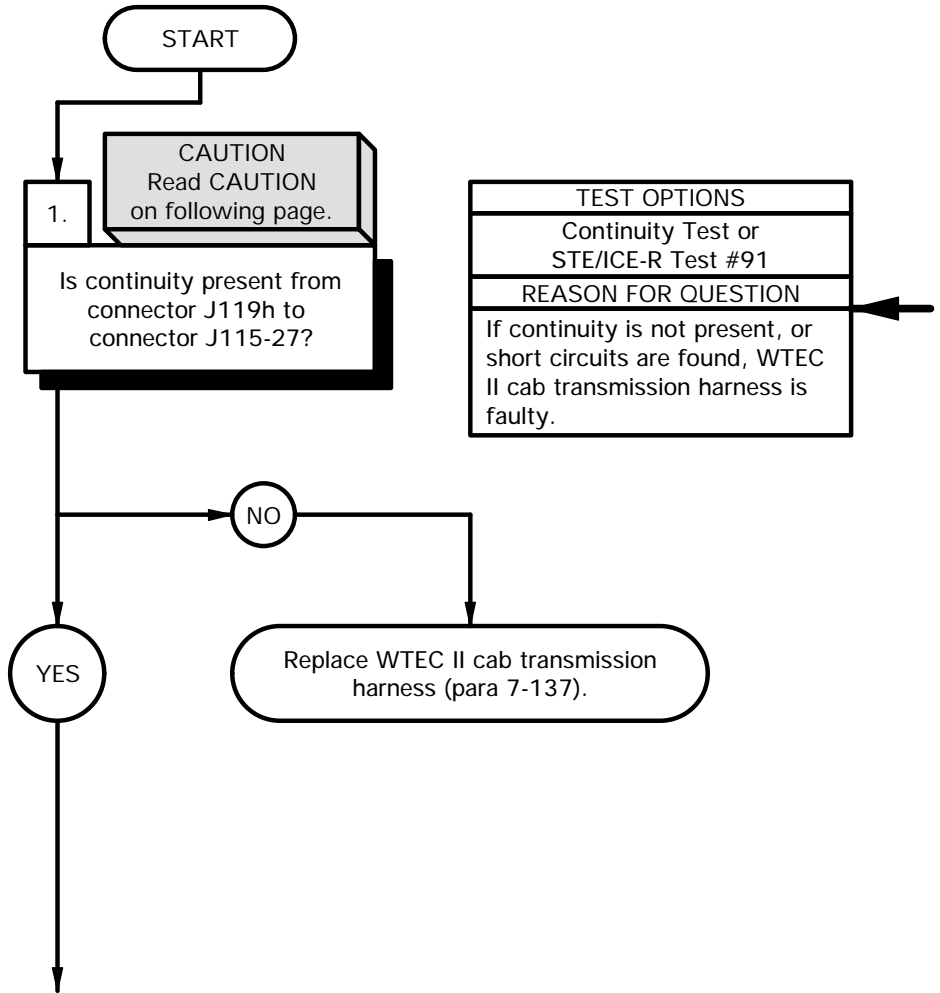 START
CAUTION
Read CAUTION
on following page.
1.
Is continuity present from
connector J119h to
connector J115-27?
TEST OPTIONS
Continuity Test or
STE/ICE-R Test #91
REASON FOR QUESTION
If continuity is not present, or
short circuits are found, WTEC
II cab transmission harness is
faulty.
NO
YES
Replace WTEC II cab transmission
harness (para 7-137).